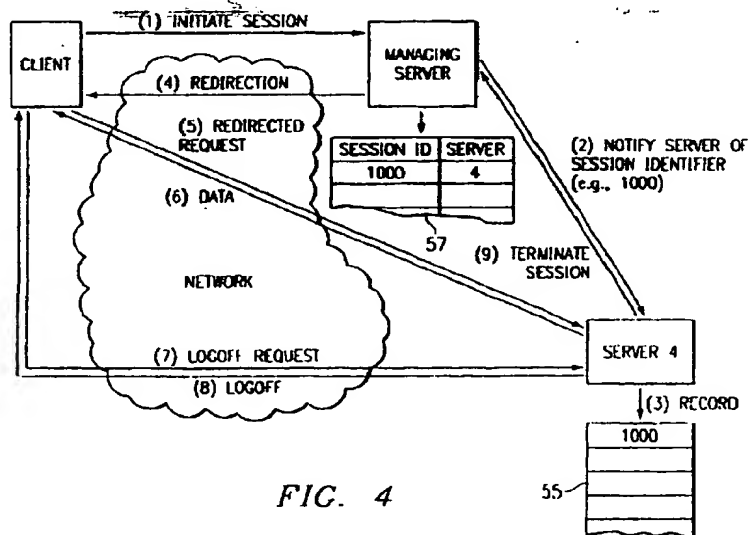 (1) INITIATE SESSION
CLIENT
MANAGING
SERVER
(4) REDIRECTION
(5) REDIRECTED
REQUEST
SESSION ID SERVER
1000 4
(2) NOTIFY SERVER OF
SESSION IDENTIFIER
(e.g., 1000)
(6) DATA
57
(9) TERMINATE
SESSION
NETWORK
(7) LOGOFF REQUEST
SERVER 4
(8) LOGOFF
(3) RECORD
1000
55
FIG. 4